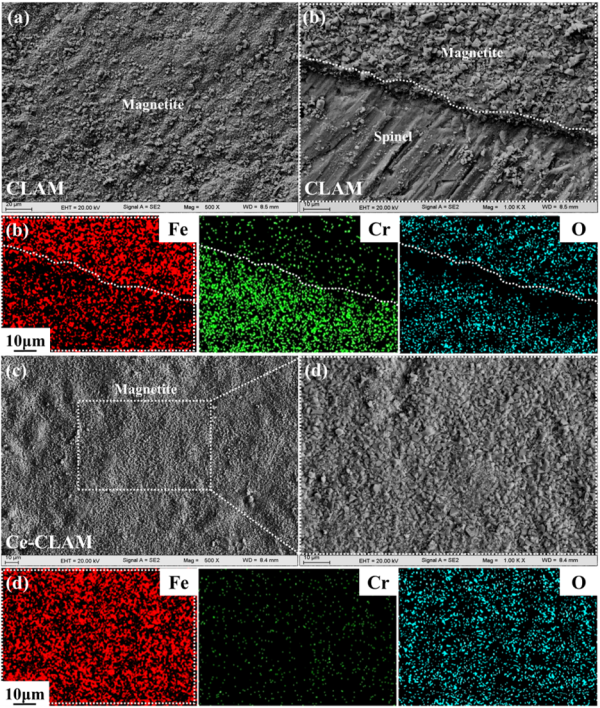 (a)
Magnetite
CLAM
20 μm
EHT = 20.00 kV
Signal A = SE2
Mag = 500 X
WD = 8.5 mm
(b)
Magnetite
Spinel
CLAM
10 μm
EHT = 20.00 kV
Signal A = SE2
Mag = 1.00 K X
WD = 8.5 mm
(b)
Fe
Cr
O
10μm
(c)
Magnetite
Ce-CLAM
EHT = 20.00 kV
Signal A = SE2
Mag = 500 X
WD = 8.4 mm
(d)
10 μm
EHT = 20.00 kV
Signal A = SE2
Mag = 1.00 K X
WD = 8.4 mm
(d)
Fe
Cr
O
10μm